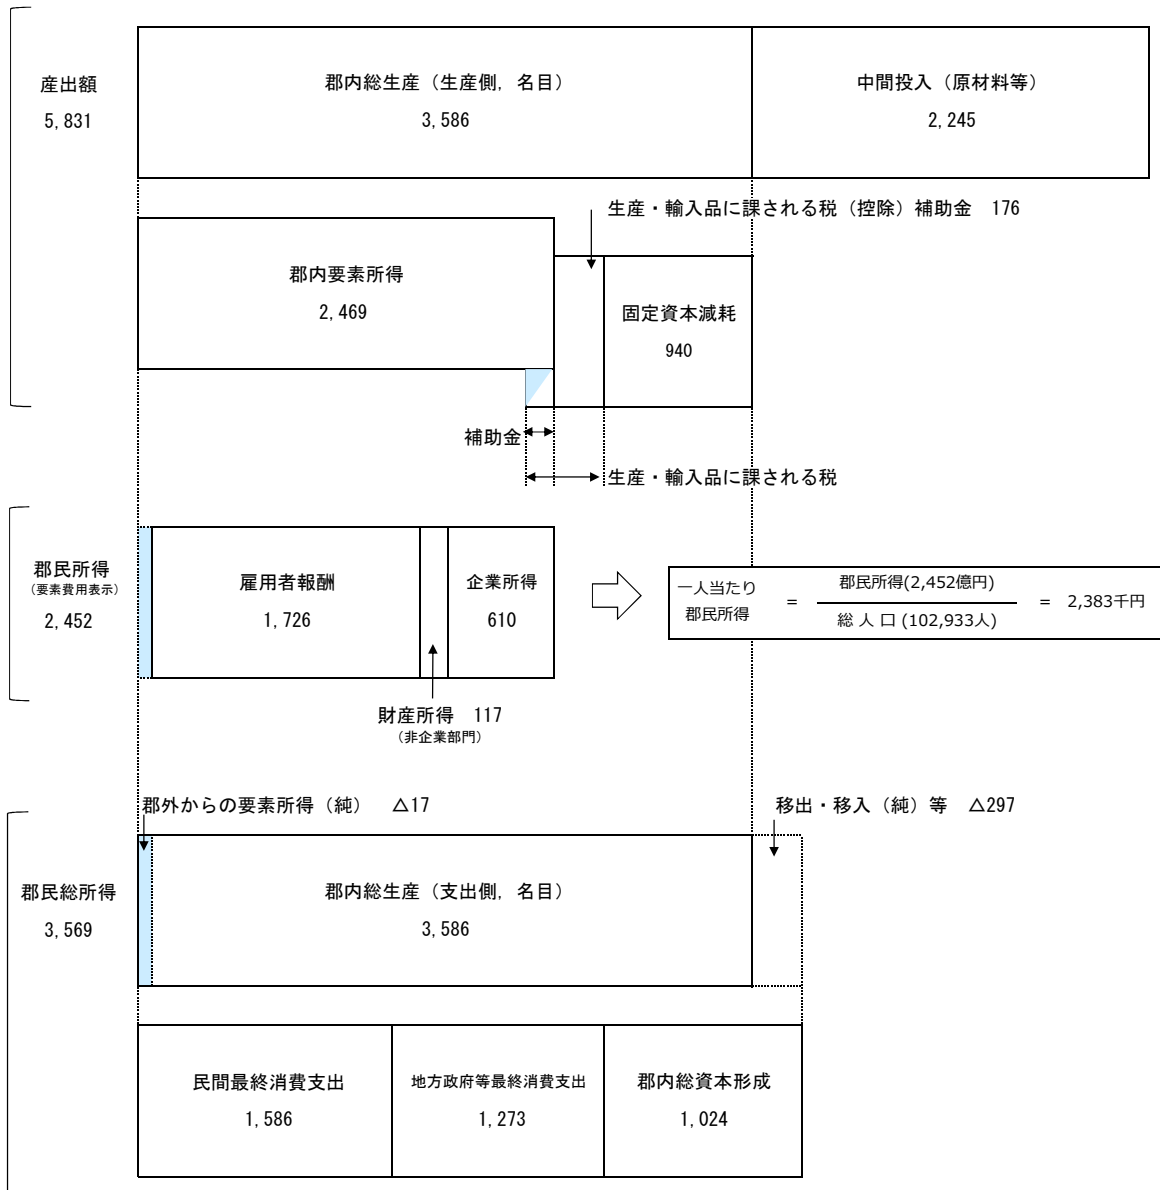 産出額
5,831
郡内総生産（生産側，名目）
3,586
中間投入（原材料等）
2,245
生産・輸入品に課される税（控除）補助金　176
郡内要素所得
2,469
固定資本減耗
940
補助金
生産・輸入品に課される税
郡民所得
（要素費用表示）
2,452
雇用者報酬
1,726
企業所得
610
一人当たり
郡民所得
=
郡民所得(2,452億円)
総 人 口 (102,933人)
=
2,383千円
財産所得　117
（非企業部門）
郡外からの要素所得（純）　△17
移出・移入（純）等　△297
郡民総所得
3,569
郡内総生産（支出側，名目）
3,586
民間最終消費支出
1,586
地方政府等最終消費支出
1,273
郡内総資本形成
1,024